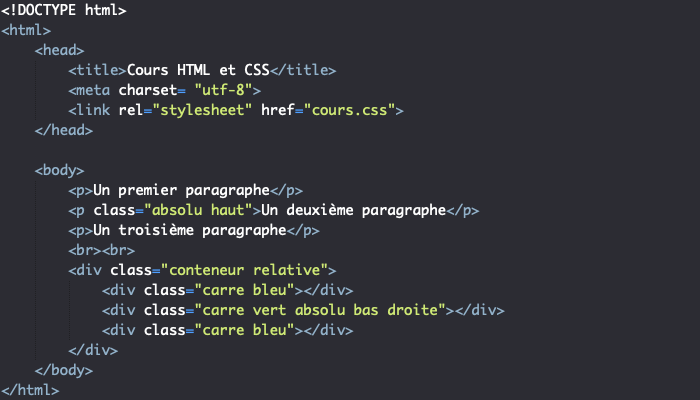 <!DOCTYPE html>
<html>
<head>
<title>Cours HTML et CSS</title>
<meta charset= "utf-8">
<link rel="stylesheet" href="cours.css">
</head>
<body>
<p>Un premier paragraphe</p>
<p class="absolu haut">Un deuxième paragraphe</p>
<p>Un troisième paragraphe</p>
<br><br>
<div class="conteneur relative">
<div class="carre bleu"></div>
<div class="carre vert absolu bas droite"></div>
<div class="carre bleu"></div>
</div>
</body>
</html>